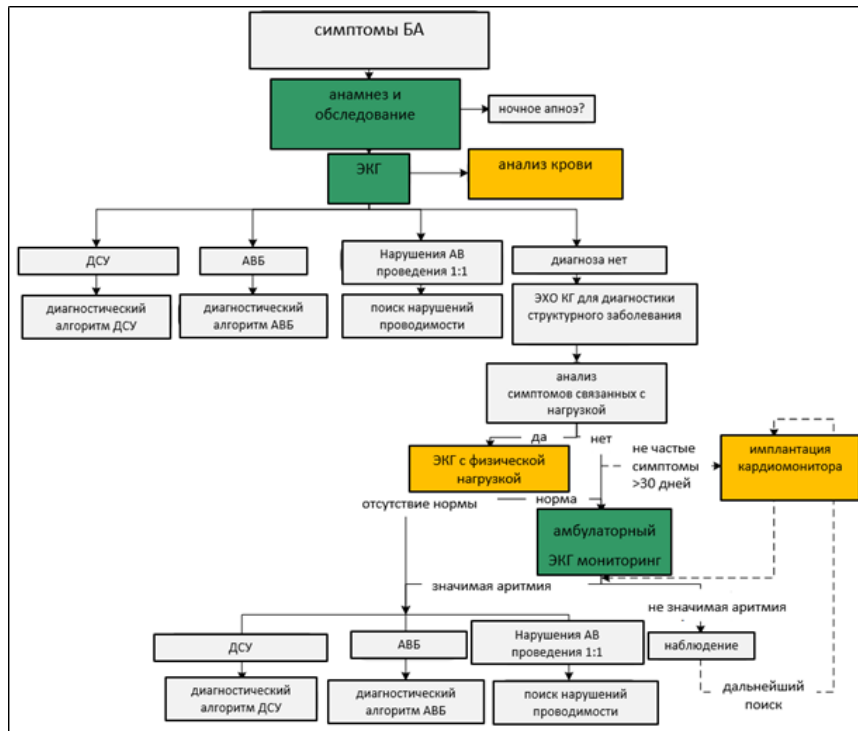 симптомы БА
анамнез и
обследование
ночное апноэ?
ЭКГ
анализ крови
ДСУ
АВБ
Нарушения АВ
проведения 1:1
диагноза нет
диагностический
алгоритм ДСУ
диагностический
алгоритм АВБ
поиск нарушений
проводимости
ЭХО КГ для диагностики
структурного заболевания
анализ
симптомов связанных с
нагрузкой
да
нет
ЭКГ с физической
нагрузкой
не частые
симптомы
>30 дней
имплантация
кардиомонитора
отсутствие нормы
норма
амбулаторный
ЭКГ мониторинг
значимая аритмия
не значимая аритмия
ДСУ
АВБ
Нарушения АВ
проведения 1:1
наблюдение
диагностический
алгоритм ДСУ
диагностический
алгоритм АВБ
поиск нарушений
проводимости
дальнейший
поиск